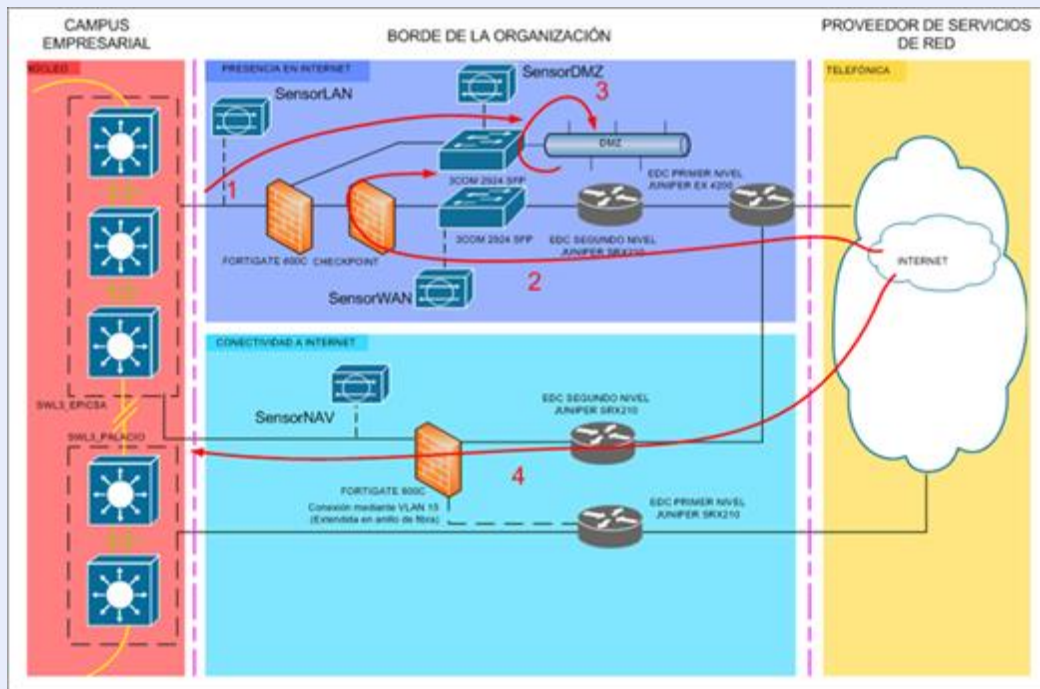 CAMPUS
EMPRESARIAL
BORDE DE LA ORGANIZACIÓN
PROVEEDOR DE SERVICIOS
DE RED
NÚCLEO
PRESENCIA EN INTERNET
TELEFÓNICA
SensorLAN
SensorDMZ
3
DMZ
1
3COM 2924 SFP
EDC PRIMER NIVEL
JUNIPER EX 4200
3COM 2924 SFP
EDC SEGUNDO NIVEL
JUNIPER SRX210
FORTIGATE 600C
CHECKPOINT
2
INTERNET
SensorWAN
CONECTIVIDAD A INTERNET
SWL3_EPICSA
SensorNAV
EDC SEGUNDO NIVEL
JUNIPER SRX210
SWL3_PALACIO
4
FORTIGATE 600C
Conexión mediante VLAN 15
(Extendida en anillo de fibra)
EDC PRIMER NIVEL
JUNIPER SRX210